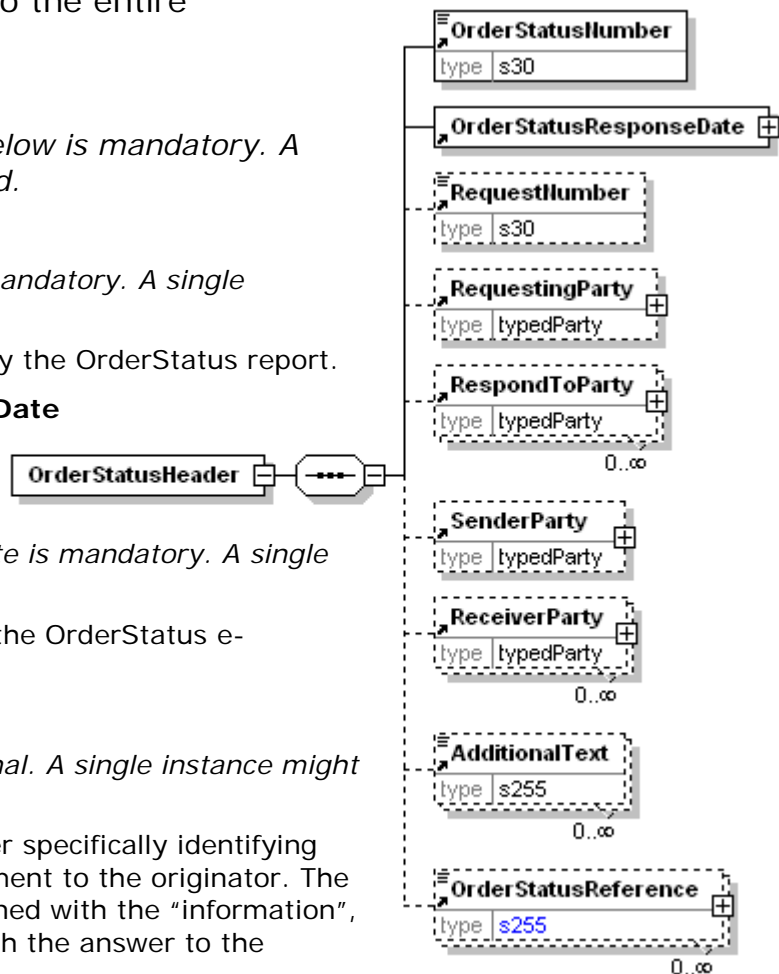 o the entire
elow is mandatory. A
d.
andatory. A single
y the OrderStatus report.
Date
te is mandatory. A single
the OrderStatus e-
nal. A single instance might
er specifically identifying
nent to the originator. The
ned with the “information”,
ch the answer to the
OrderStatusHeader
OrderStatusNumber
type s30
OrderStatusResponseDate
RequestNumber
type s30
RequestingParty
type typedParty
RespondToParty
type typedParty
0..∞
SenderParty
type typedParty
ReceiverParty
type typedParty
0..∞
AdditionalText
type s255
0..∞
OrderStatusReference
type s255
0..∞